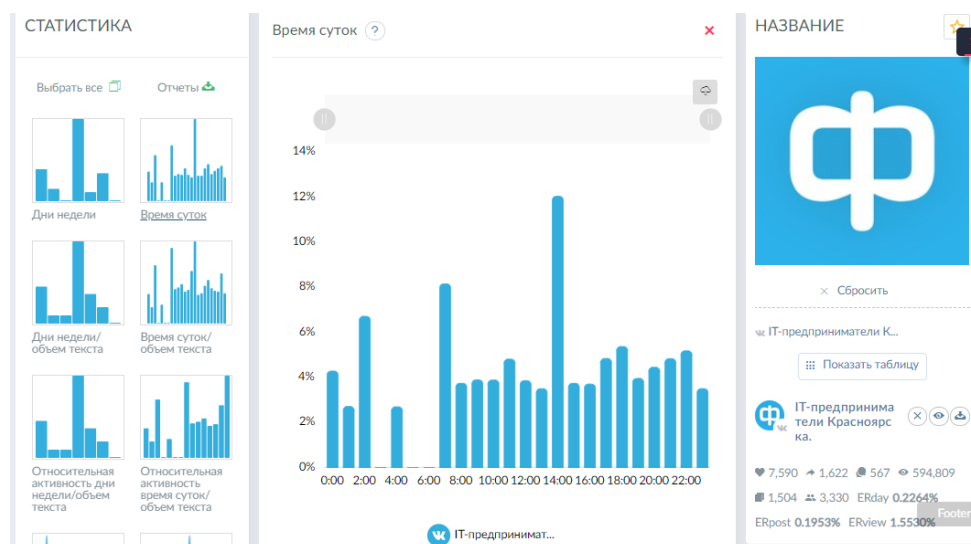 СТАТИСТИКА
Выбрать все
Отчеты
Дни недели
Время суток
Дни недели/
объем текста
Время суток/
объем текста
Относительная
активность дни
недели/объем
текста
Относительная
активность
время суток/
объем текста
Время суток ?
14%
12%
10%
8%
6%
4%
2%
0%
0:00 2:00 4:00 6:00 8:00 10:00 12:00 14:00 16:00 18:00 20:00 22:00
IT-предпринимат...
НАЗВАНИЕ
ф
× Сбросить
IT-предприниматели К...
Показать таблицу
IT-предпринима
тели Красноярс
ка.
7,590 1,622 567 594,809
1,504 3,330 ERday 0.2264%
Footer
ERpost 0.1953% ERview 1.5530%